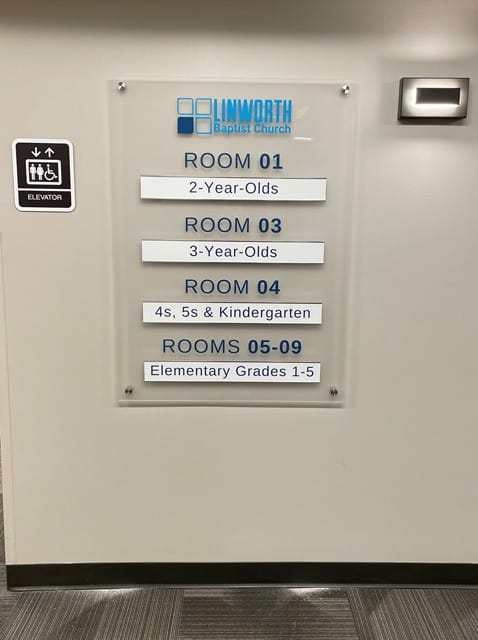 LINWORTH
Baptist Church
ROOM 01
2-Year-Olds
ROOM 03
3-Year-Olds
ROOM 04
4s, 5s & Kindergarten
ROOMS 05-09
Elementary Grades 1-5
ELEVATOR